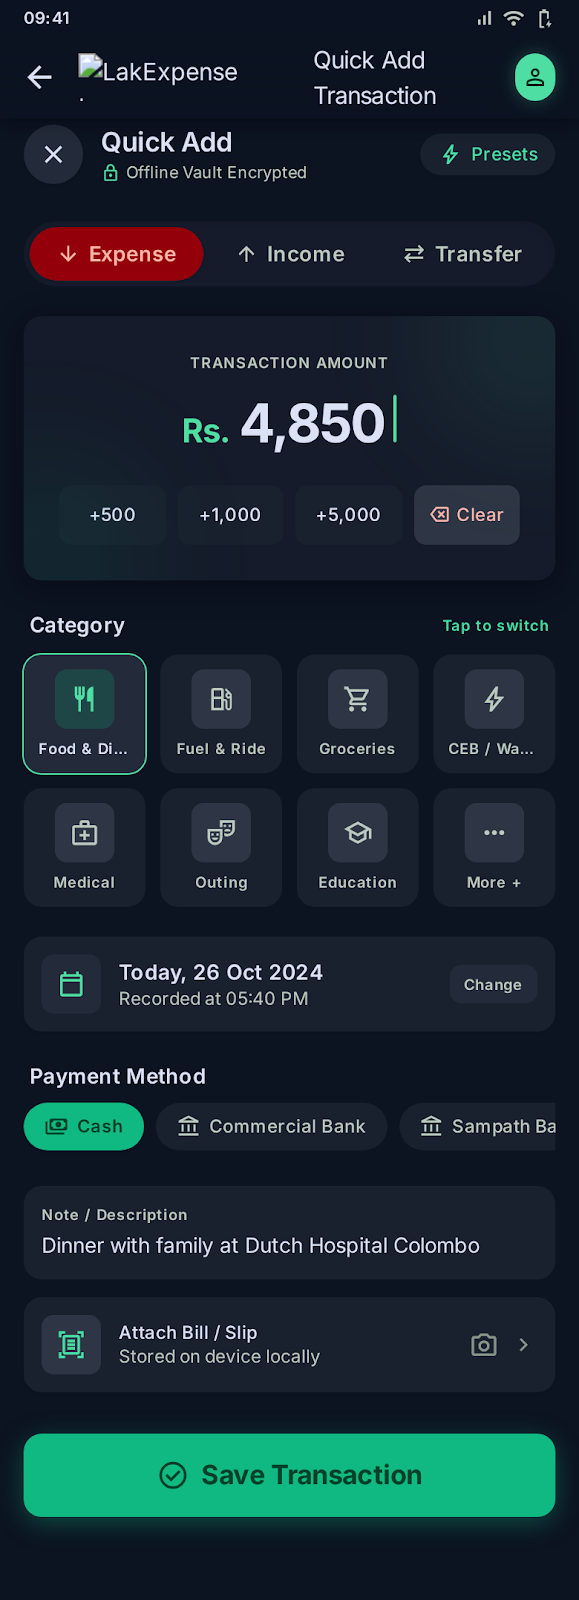 09:41
LakExpense
.
Quick Add
Transaction
Quick Add
Offline Vault Encrypted
Presets
Expense
Income
Transfer
TRANSACTION AMOUNT
Rs. 4,850
+500
+1,000
+5,000
Clear
Category
Tap to switch
Food & Di...
Fuel & Ride
Groceries
CEB / Wa...
Medical
Outing
Education
More +
Today, 26 Oct 2024
Recorded at 05:40 PM
Change
Payment Method
Cash
Commercial Bank
Sampath Ba
Note / Description
Dinner with family at Dutch Hospital Colombo
Attach Bill / Slip
Stored on device locally
Save Transaction